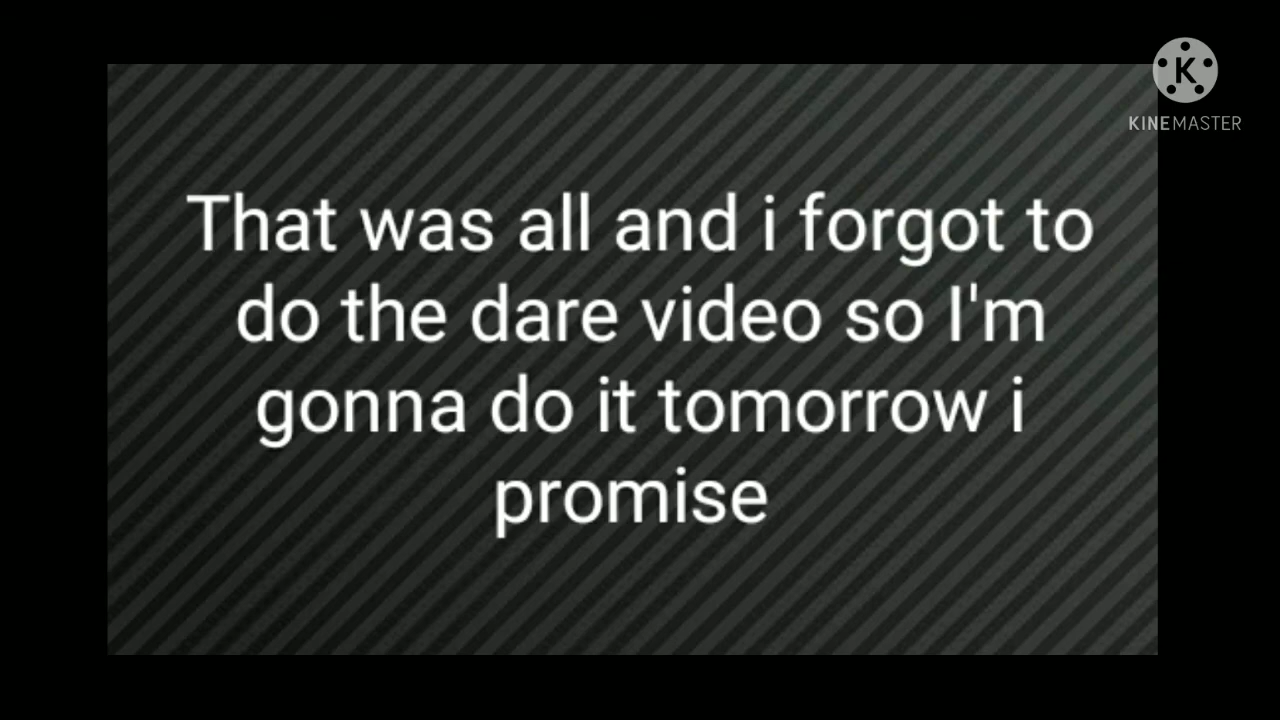 K
KINEMASTER
That was all and i forgot to
do the dare video so I'm
gonna do it tomorrow i
promise